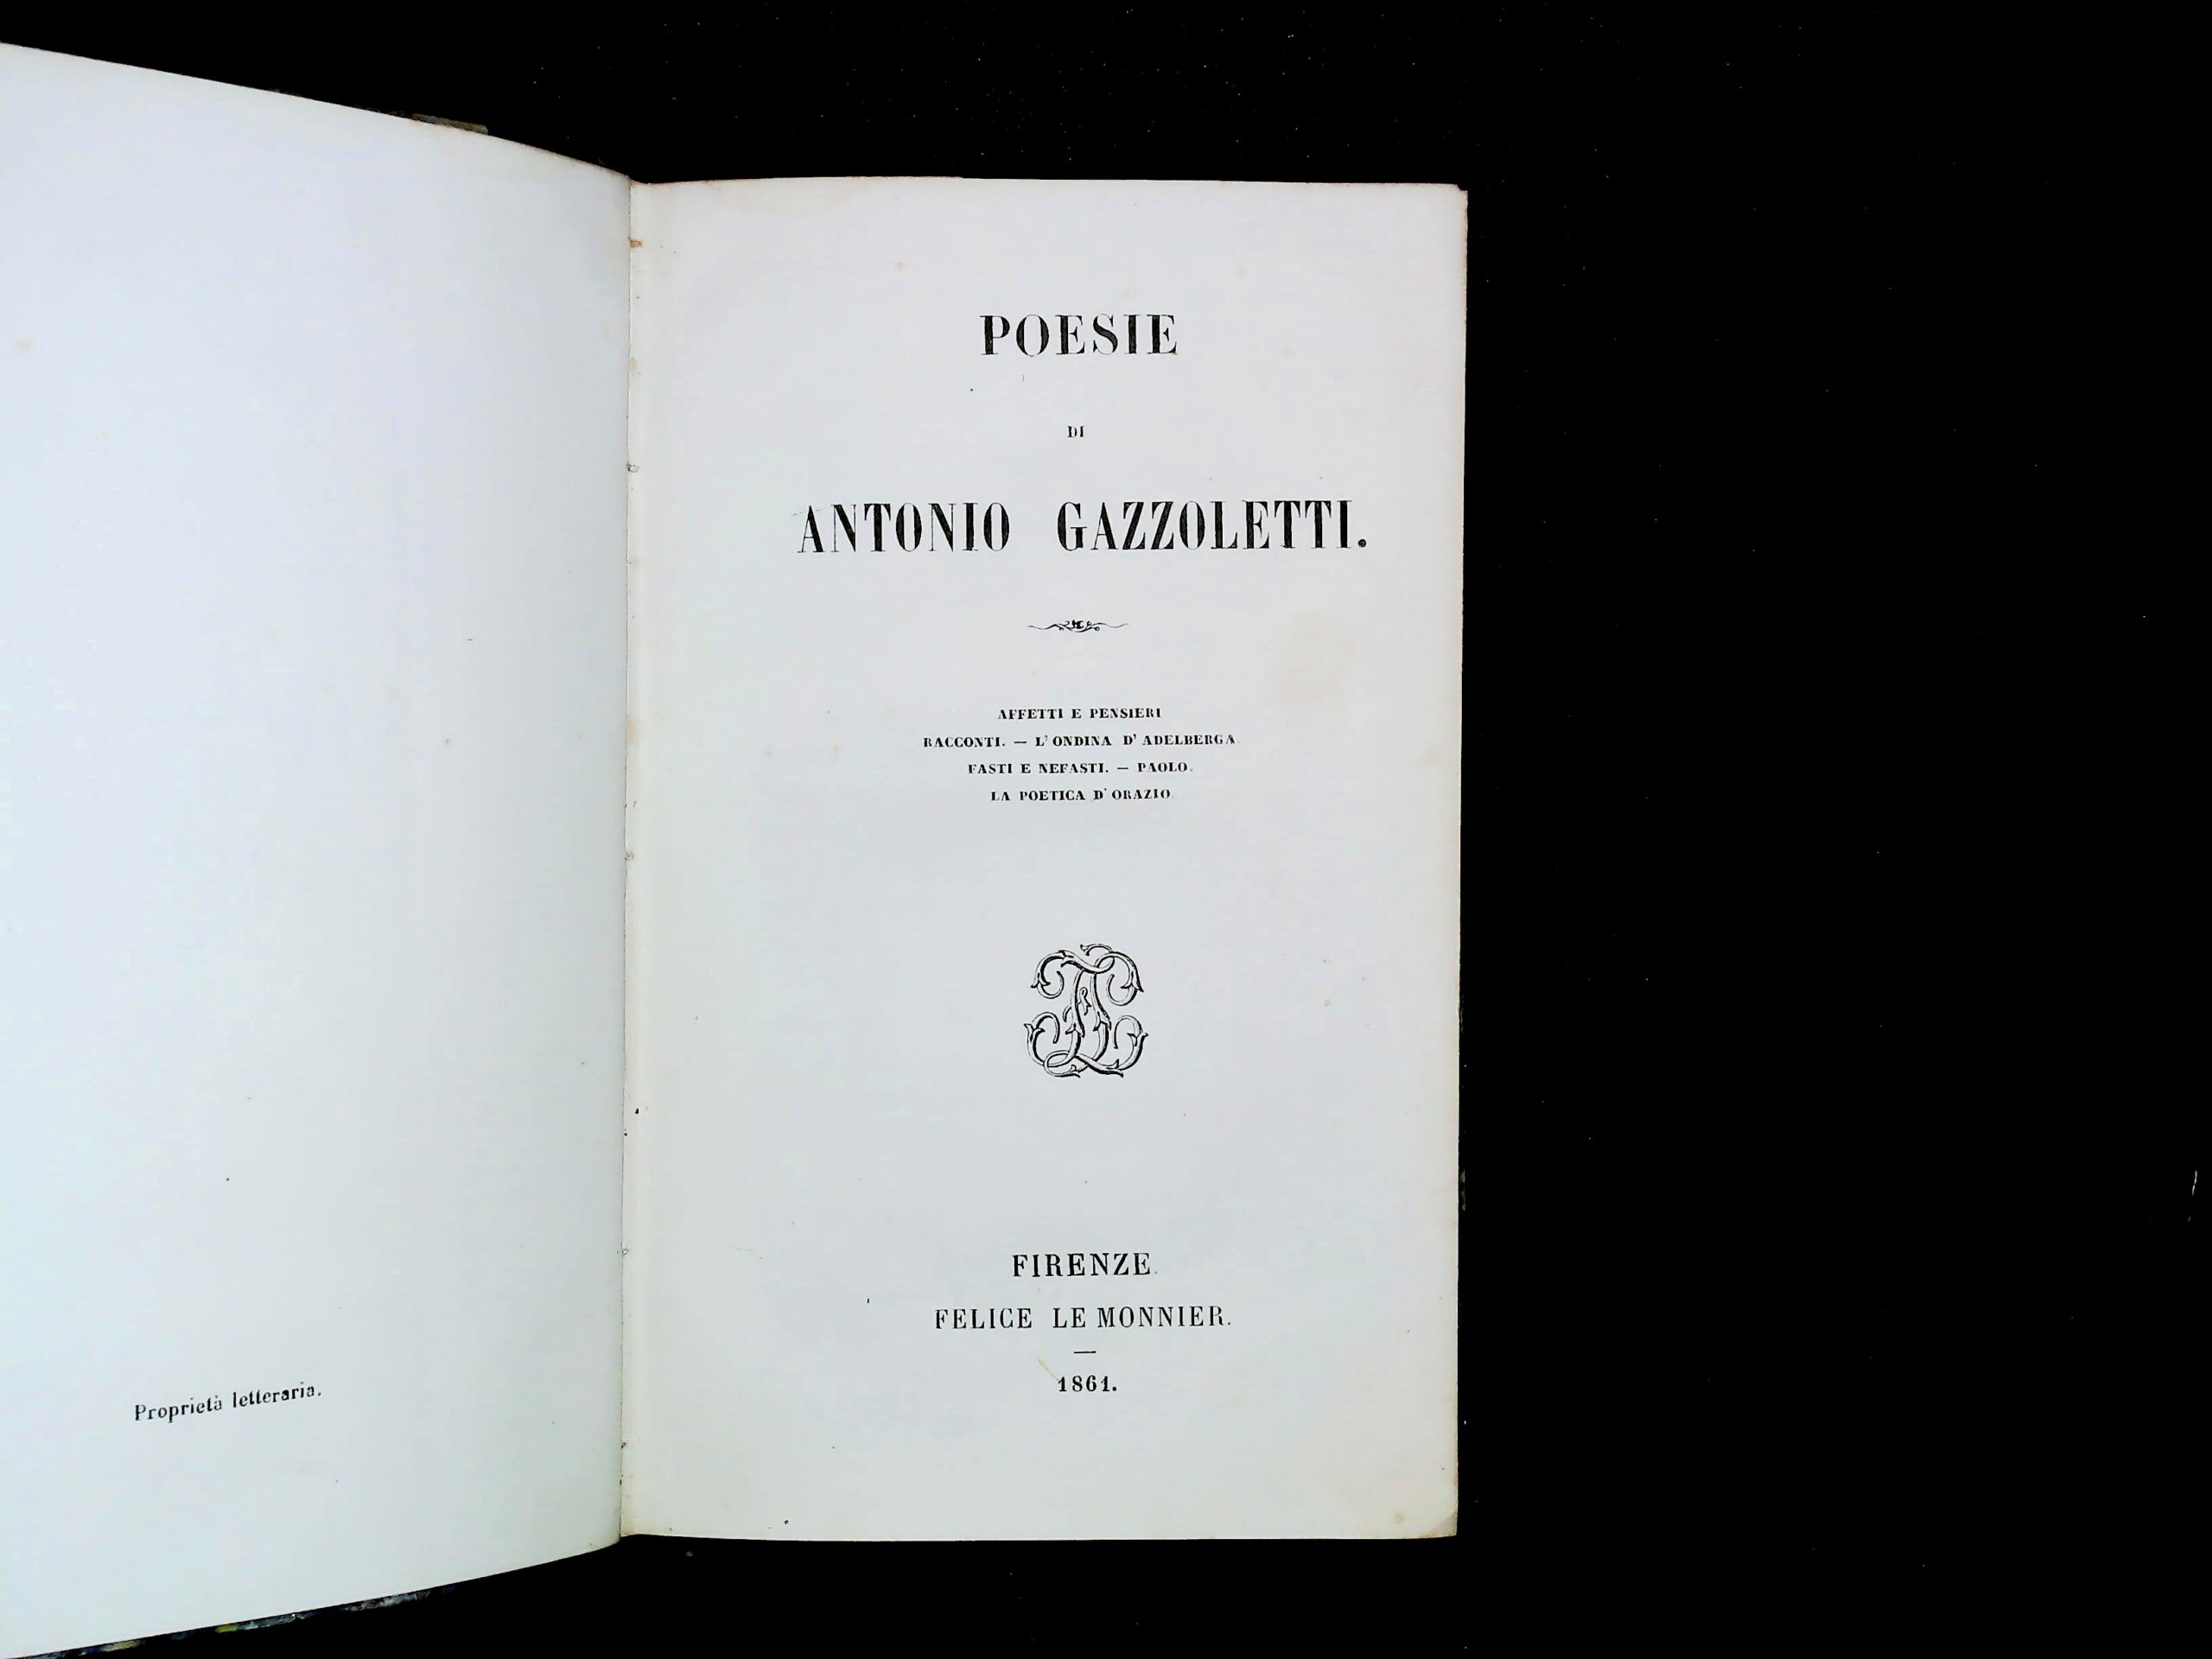 Proprietà letteraria.
POESIE
DI
ANTONIO GAZZOLETTI.
AFFETTI E PENSIERI
RACCONTI. — L'ONDINA D'ADELBERGA.
FASTI E NEFASTI. — PAOLO.
LA POETICA D'ORAZIO.
FIRENZE.
FELICE LE MONNIER.
—
1861.